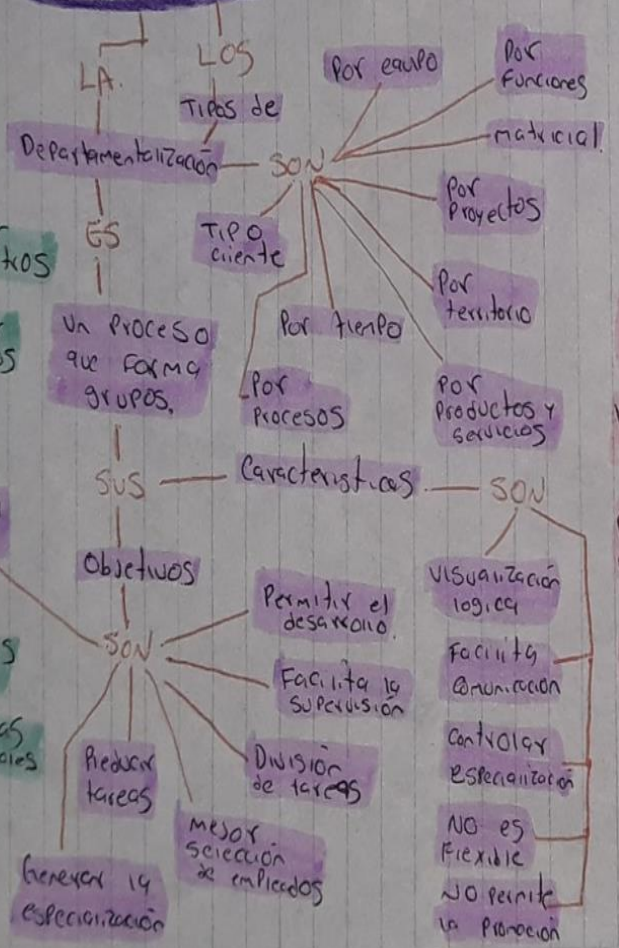 LA.
LOS
Tipos de
Departamentalización
SON
Por equipo
Por
Funciones
matricial.
Por
Proyectos
Por
territorio
Por
Productos y
Servicios
Por tiempo
Por
Procesos
Tipo
cliente
ES
Un Proceso
que Forma
grupos.
SUS
Características
SON
Visualización
logica
Facilita
Comunicación
Controlar
especialización
NO es
Flexible
NO Permite
la Promoción
Objetivos
SON
Permitir el
desarrollo.
Facilita la
supervisión
División
de tareas
mejor
selección
de empleados
Reducir
tareas
Generar la
especialización